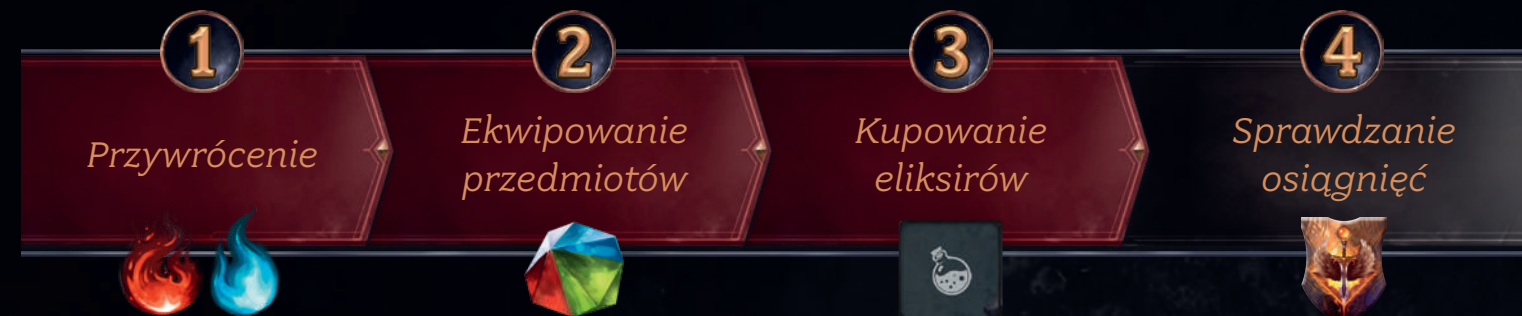 1
Przywrócenie
2
Ekwipowanie
przedmiotów
3
Kupowanie
eliksirów
4
Sprawdzanie
osiągnięć